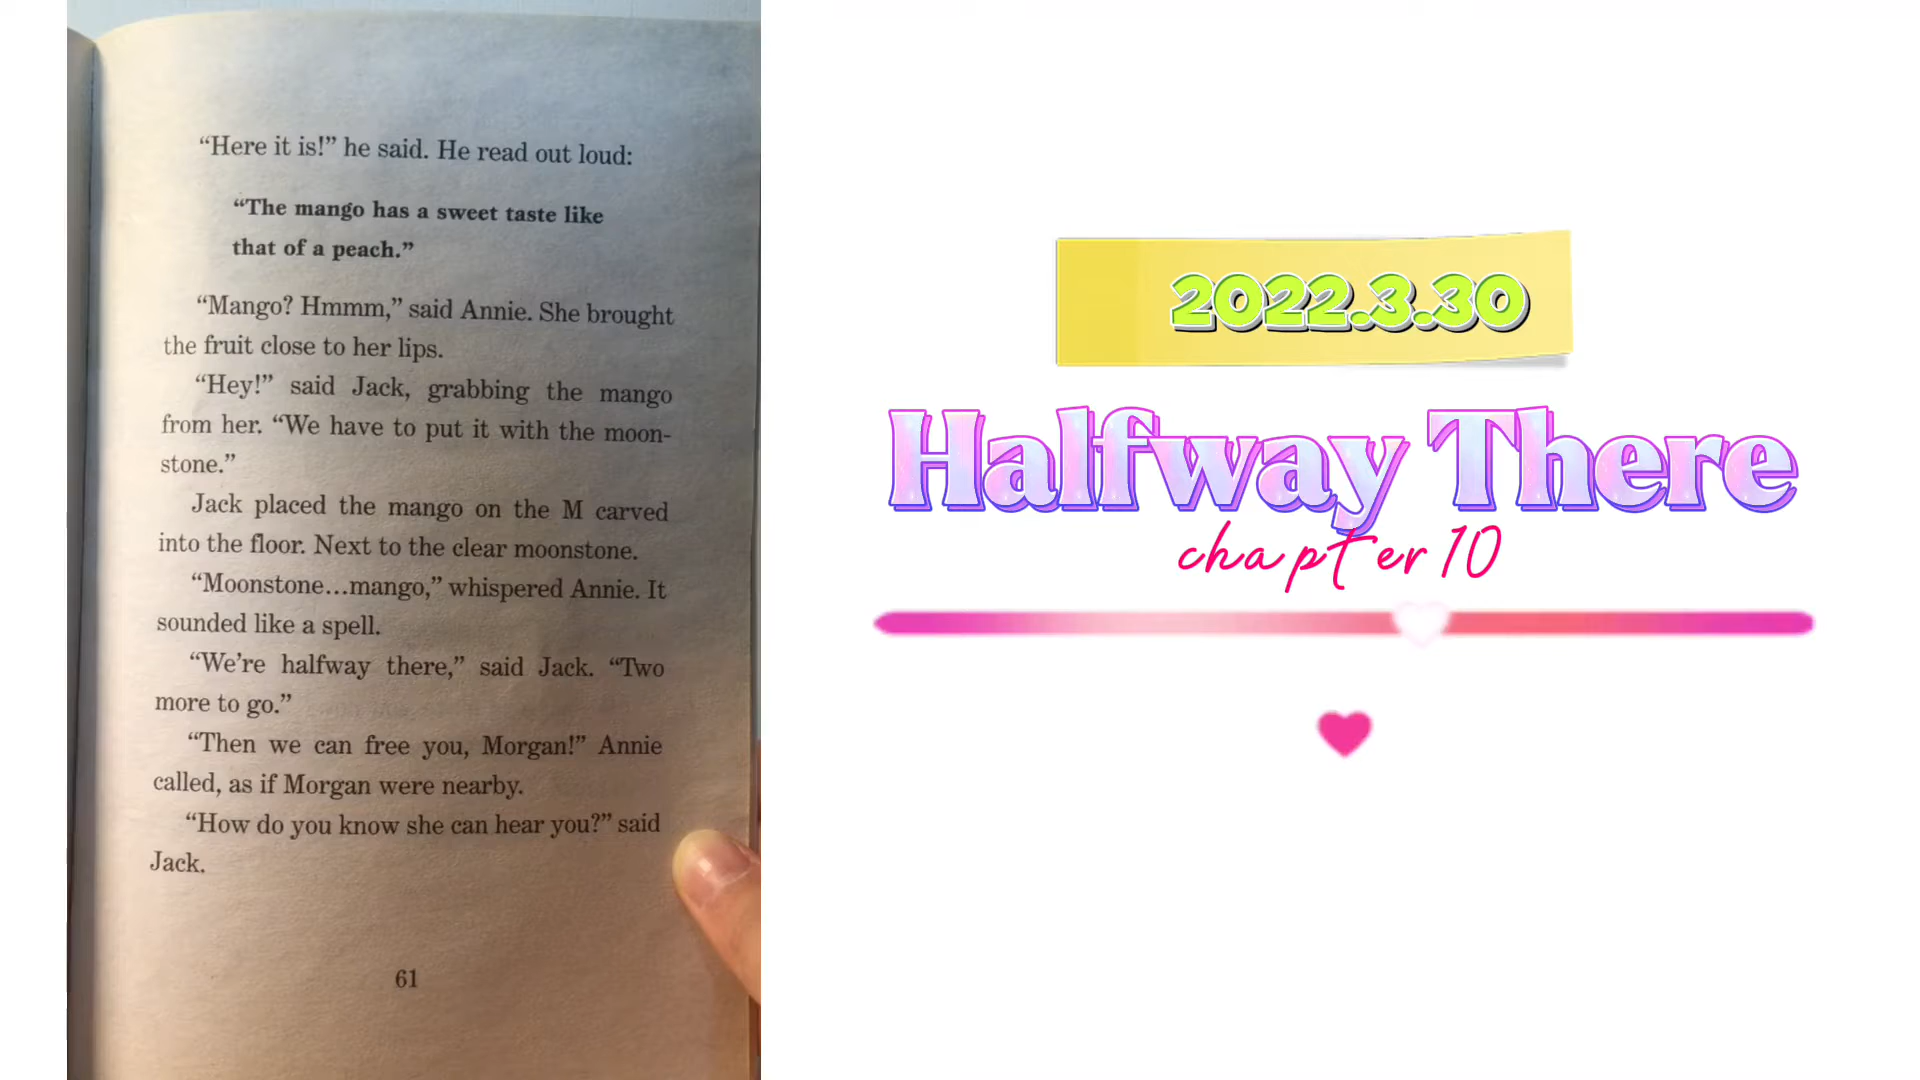 “Here it is!” he said. He read out loud:
“The mango has a sweet taste like
that of a peach.”
“Mango? Hmmm,” said Annie. She brought
the fruit close to her lips.
“Hey!” said Jack, grabbing the mango
from her. “We have to put it with the moon-
stone.”
Jack placed the mango on the M carved
into the floor. Next to the clear moonstone.
“Moonstone...mango,” whispered Annie. It
sounded like a spell.
“We’re halfway there,” said Jack. “Two
more to go.”
“Then we can free you, Morgan!” Annie
called, as if Morgan were nearby.
“How do you know she can hear you?” said
Jack.
61
2022.3.30
Halfway There
chapter 10